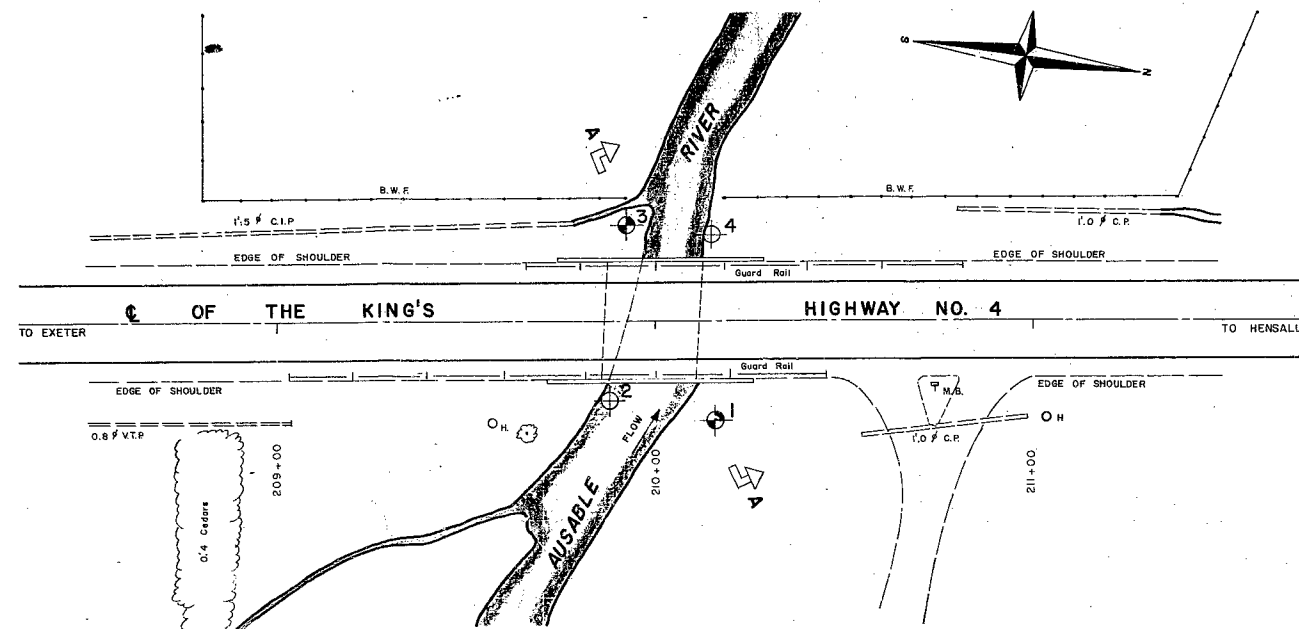 S
N
A
RIVER
B.W.F.
B.W.F.
1'.5 ∅ C.I.P.
3
4
1'.0 ∅ C.P.
EDGE OF SHOULDER
EDGE OF SHOULDER
Guard Rail
℄ OF THE KING'S HIGHWAY NO. 4
TO EXETER
TO HENSALL
Guard Rail
EDGE OF SHOULDER
2
M.B.
EDGE OF SHOULDER
1
H.
H
0.8 ∅ V.T.P.
FLOW
1'.0 ∅ C.P.
209+00
210+00
211+00
A
AUSABLE
0'.4 Cedars